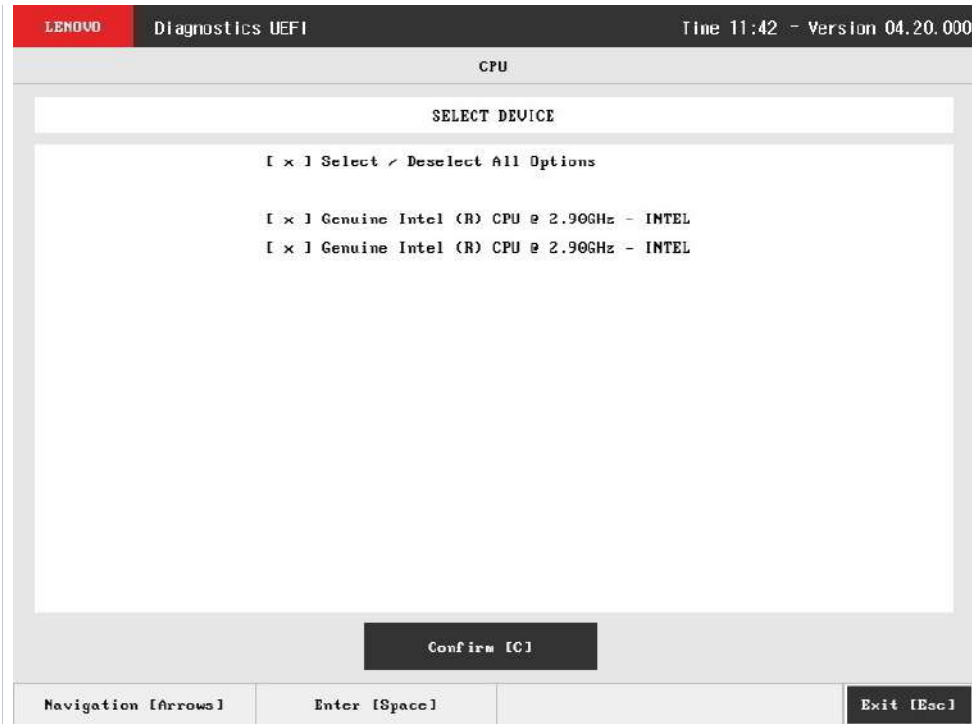 LENOVO Diagnostics UEFI Time 11:42 - Version 04.20.000
CPU
SELECT DEVICE
[ x ] Select / Deselect All Options
[ x ] Genuine Intel (R) CPU @ 2.90GHz - INTEL
[ x ] Genuine Intel (R) CPU @ 2.90GHz - INTEL
Confirm [C]
Navigation [Arrows] Enter [Space] Exit [Esc]